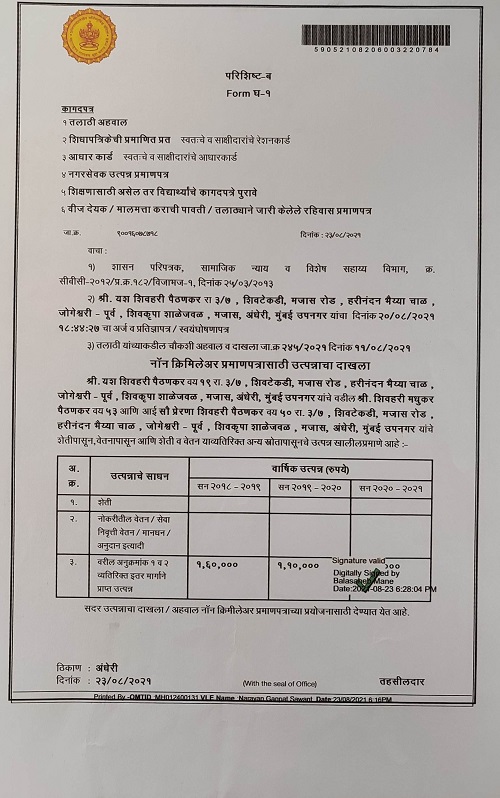 59052108206003220784
परिशिष्ट-ब
Form घ-१
कागदपत्र
१ तलाठी अहवाल
२ शिधापत्रिकेची प्रमाणित प्रत स्वतःचे व साक्षीदारांचे रेशनकार्ड
३ आधार कार्ड स्वतःचे व साक्षीदारांचे आधारकार्ड
४ नगरसेवक उत्पन्न प्रमाणपत्र
५ शिक्षणासाठी असेल तर विद्यार्थ्यांचे कागदपत्रे पुरावे
६ वीज देयक / मालमत्ता कराची पावती / तलाठ्याने जारी केलेले रहिवास प्रमाणपत्र
जा.क्र. ९००१६०७८७१८ दिनांक : २३/०८/२०२१
वाचा :
१) शासन परिपत्रक, सामाजिक न्याय व विशेष सहाय्य विभाग, क्र.
सीबीसी-२०१२/प्र.क्र.१८२/विजाभज-१, दिनांक २५/०३/२०१३
२) श्री. यश शिवहरी पैठणकर रा ३/७ , शिवटेकडी, मजास रोड , हरीनंदन भैय्या चाळ ,
जोगेश्वरी - पूर्व , शिवकृपा शाळेजवळ , मजास, अंधेरी, मुंबई उपनगर यांचा दिनांक २०/०८/२०२१
१८:४४:२७ चा अर्ज व प्रतिज्ञापत्र / स्वयंघोषणापत्र
३) तलाठी यांच्याकडील चौकशी अहवाल व दाखला जा.क्र २४५/२०२१ दिनांक ११/०८/२०२१
नॉन क्रिमिलेअर प्रमाणपत्रासाठी उत्पन्नाचा दाखला
श्री. यश शिवहरी पैठणकर वय १९ रा. ३/७ , शिवटेकडी, मजास रोड , हरीनंदन भैय्या चाळ ,
जोगेश्वरी - पूर्व , शिवकृपा शाळेजवळ , मजास, अंधेरी, मुंबई उपनगर यांचे वडील श्री. शिवहरी मधुकर
पैठणकर वय ५३ आणि आई सौ प्रेरणा शिवहरी पैठणकर वय ५० रा. ३/७ , शिवटेकडी, मजास रोड ,
हरीनंदन भैय्या चाळ , जोगेश्वरी - पूर्व , शिवकृपा शाळेजवळ , मजास, अंधेरी, मुंबई उपनगर यांचे
शेतीपासून,वेतनापासून आणि शेती व वेतन याव्यतिरिक्त अन्य स्रोतापासूनचे उत्पन्न खालीलप्रमाणे आहे :-
अ. क्र. उत्पन्नाचे साधन वार्षिक उत्पन्न (रुपये)
सन २०१८ - २०१९ सन २०१९ - २०२० सन २०२० - २०२१
१. शेती
२. नोकरीतील वेतन / सेवा
निवृत्ती वेतन / मानधन /
अनुदान इत्यादी
३. वरील अनुक्रमांक १ व २ १,६०,००० १,१०,००० ०००
व्यतिरिक्त इतर मार्गाने
प्राप्त उत्पन्न
Signature valid
Digitally Signed by
Balasaheb Mane
Date:2021-08-23 6:28:04 PM
सदर उत्पन्नाचा दाखला / अहवाल नॉन क्रिमीलेअर प्रमाणपत्राच्या प्रयोजनासाठी देण्यात येत आहे.
ठिकाण : अंधेरी
दिनांक : २३/०८/२०२१ (With the seal of Office) तहसीलदार
Printed By -OMTID :MH012400131 VLE Name Narayan Ganpat Sawant Date:23/08/2021 6:16PM